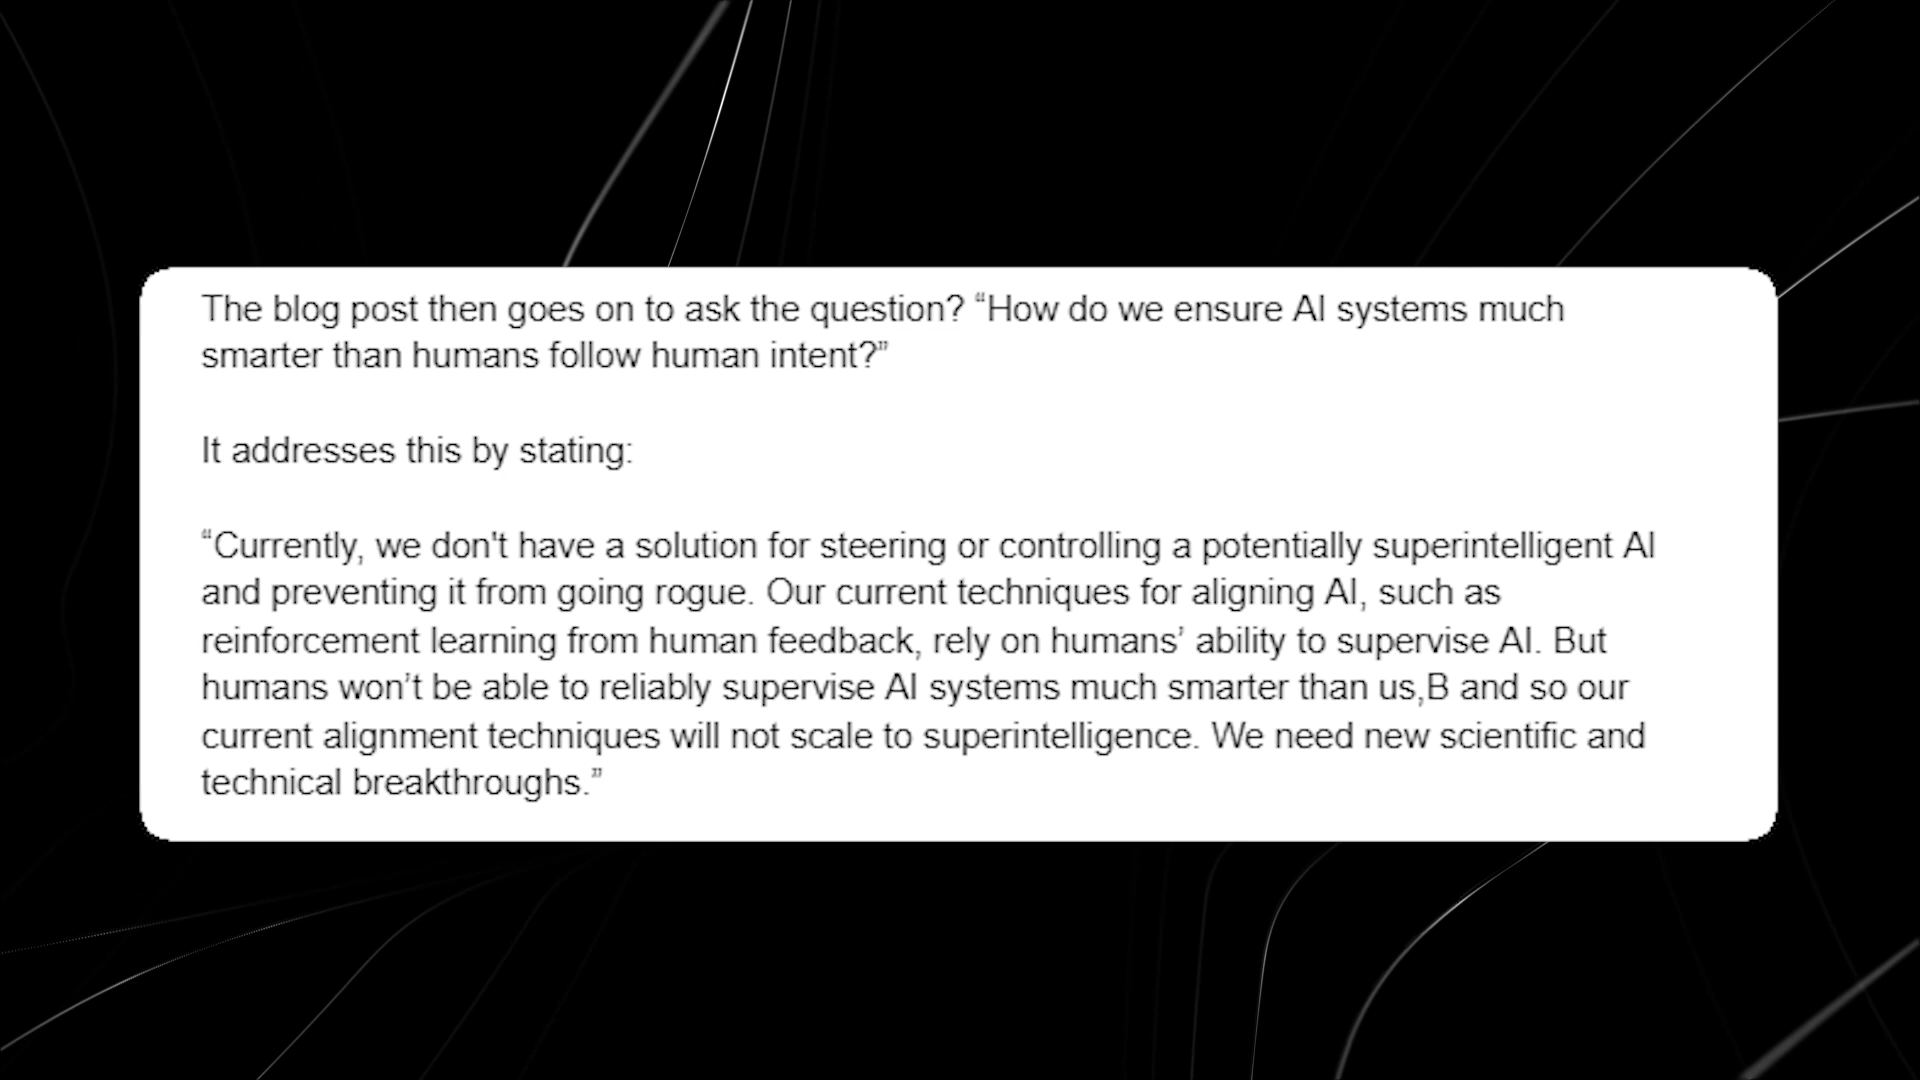 The blog post then goes on to ask the question? “How do we ensure AI systems much
smarter than humans follow human intent?”
It addresses this by stating:
“Currently, we don't have a solution for steering or controlling a potentially superintelligent AI
and preventing it from going rogue. Our current techniques for aligning AI, such as
reinforcement learning from human feedback, rely on humans’ ability to supervise AI. But
humans won’t be able to reliably supervise AI systems much smarter than us,B and so our
current alignment techniques will not scale to superintelligence. We need new scientific and
technical breakthroughs.”